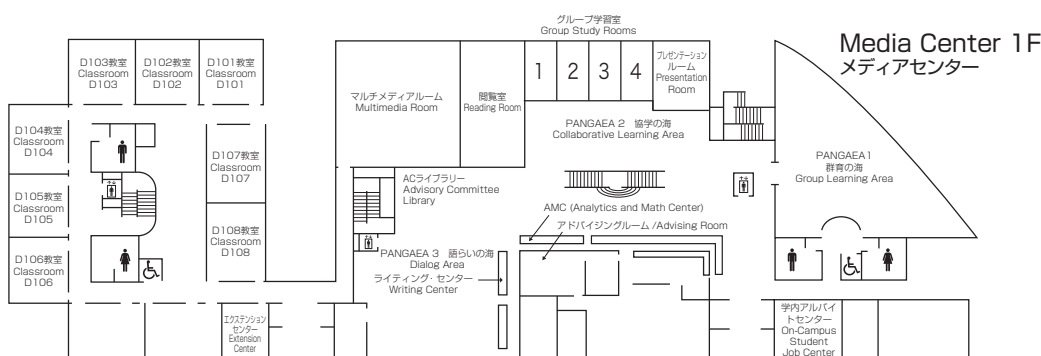 Media Center 1F
メディアセンター
グループ学習室
Group Study Rooms
D103教室
Classroom
D103
D102教室
Classroom
D102
D101教室
Classroom
D101
マルチメディアルーム
Multimedia Room
閲覧室
Reading Room
1
2
3
4
プレゼンテーション
ルーム
Presentation
Room
D104教室
Classroom
D104
D107教室
Classroom
D107
PANGAEA 2 協学の海
Collaborative Learning Area
PANGAEA 1
群育の海
Group Learning Area
ACライブラリー
Advisory Committee
Library
D105教室
Classroom
D105
AMC (Analytics and Math Center)
アドバイジングルーム /Advising Room
D108教室
Classroom
D108
D106教室
Classroom
D106
PANGAEA 3 語らいの海
Dialog Area
ライティング・センター
Writing Center
エクステンション
センター
Extension
Center
学内アルバイ
トセンター
On-Campus
Student
Job Center